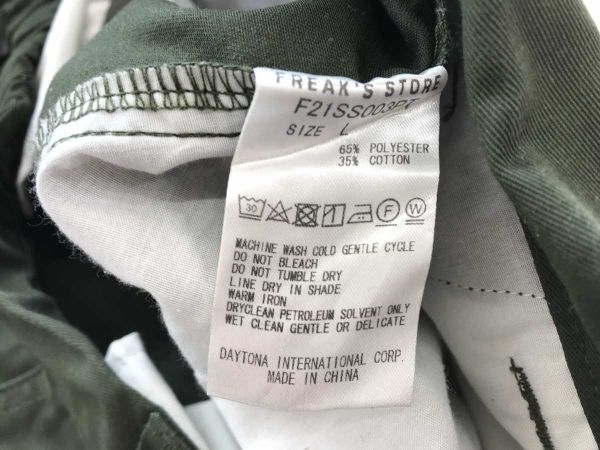 FREAK'S STORE
F21SS003PT
SIZE L
65% POLYESTER
35% COTTON
30
F W
MACHINE WASH COLD GENTLE CYCLE
DO NOT BLEACH
DO NOT TUMBLE DRY
LINE DRY IN SHADE
WARM IRON
DRYCLEAN PETROLEUM SOLVENT ONLY
WET CLEAN GENTLE OR DELICATE
DAYTONA INTERNATIONAL CORP.
MADE IN CHINA